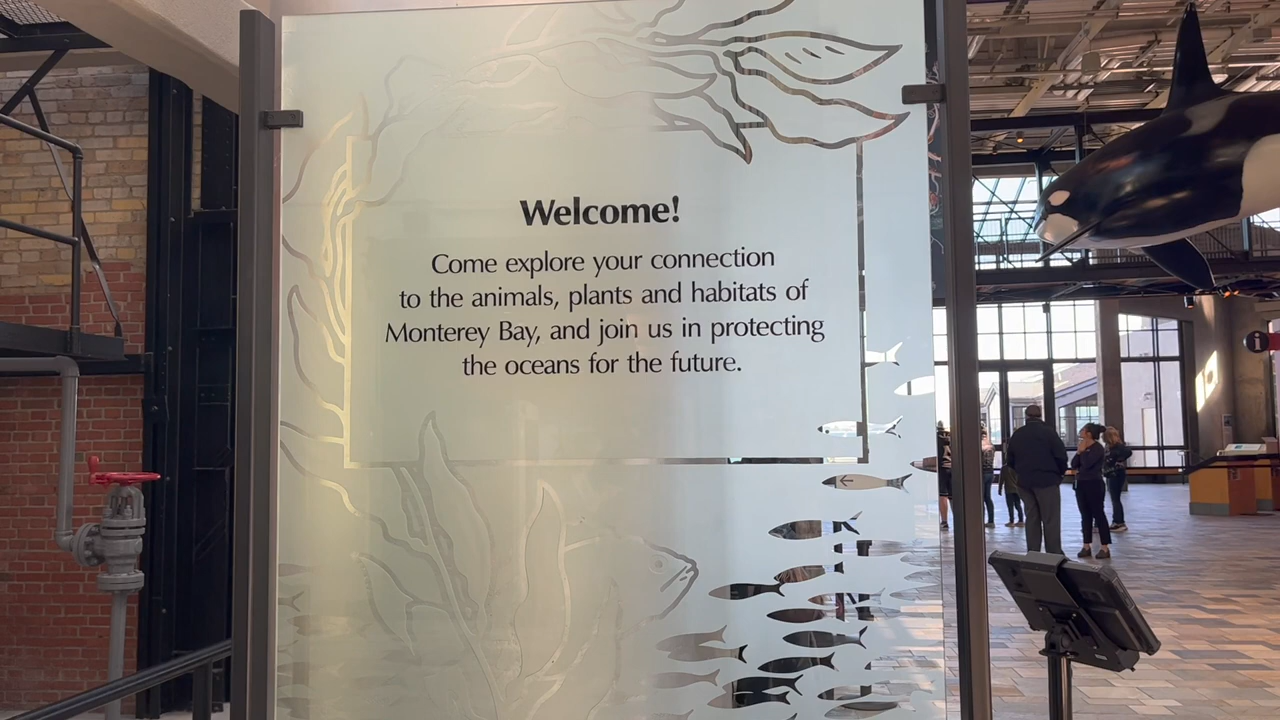 Welcome!
Come explore your connection
to the animals, plants and habitats of
Monterey Bay, and join us in protecting
the oceans for the future.
i